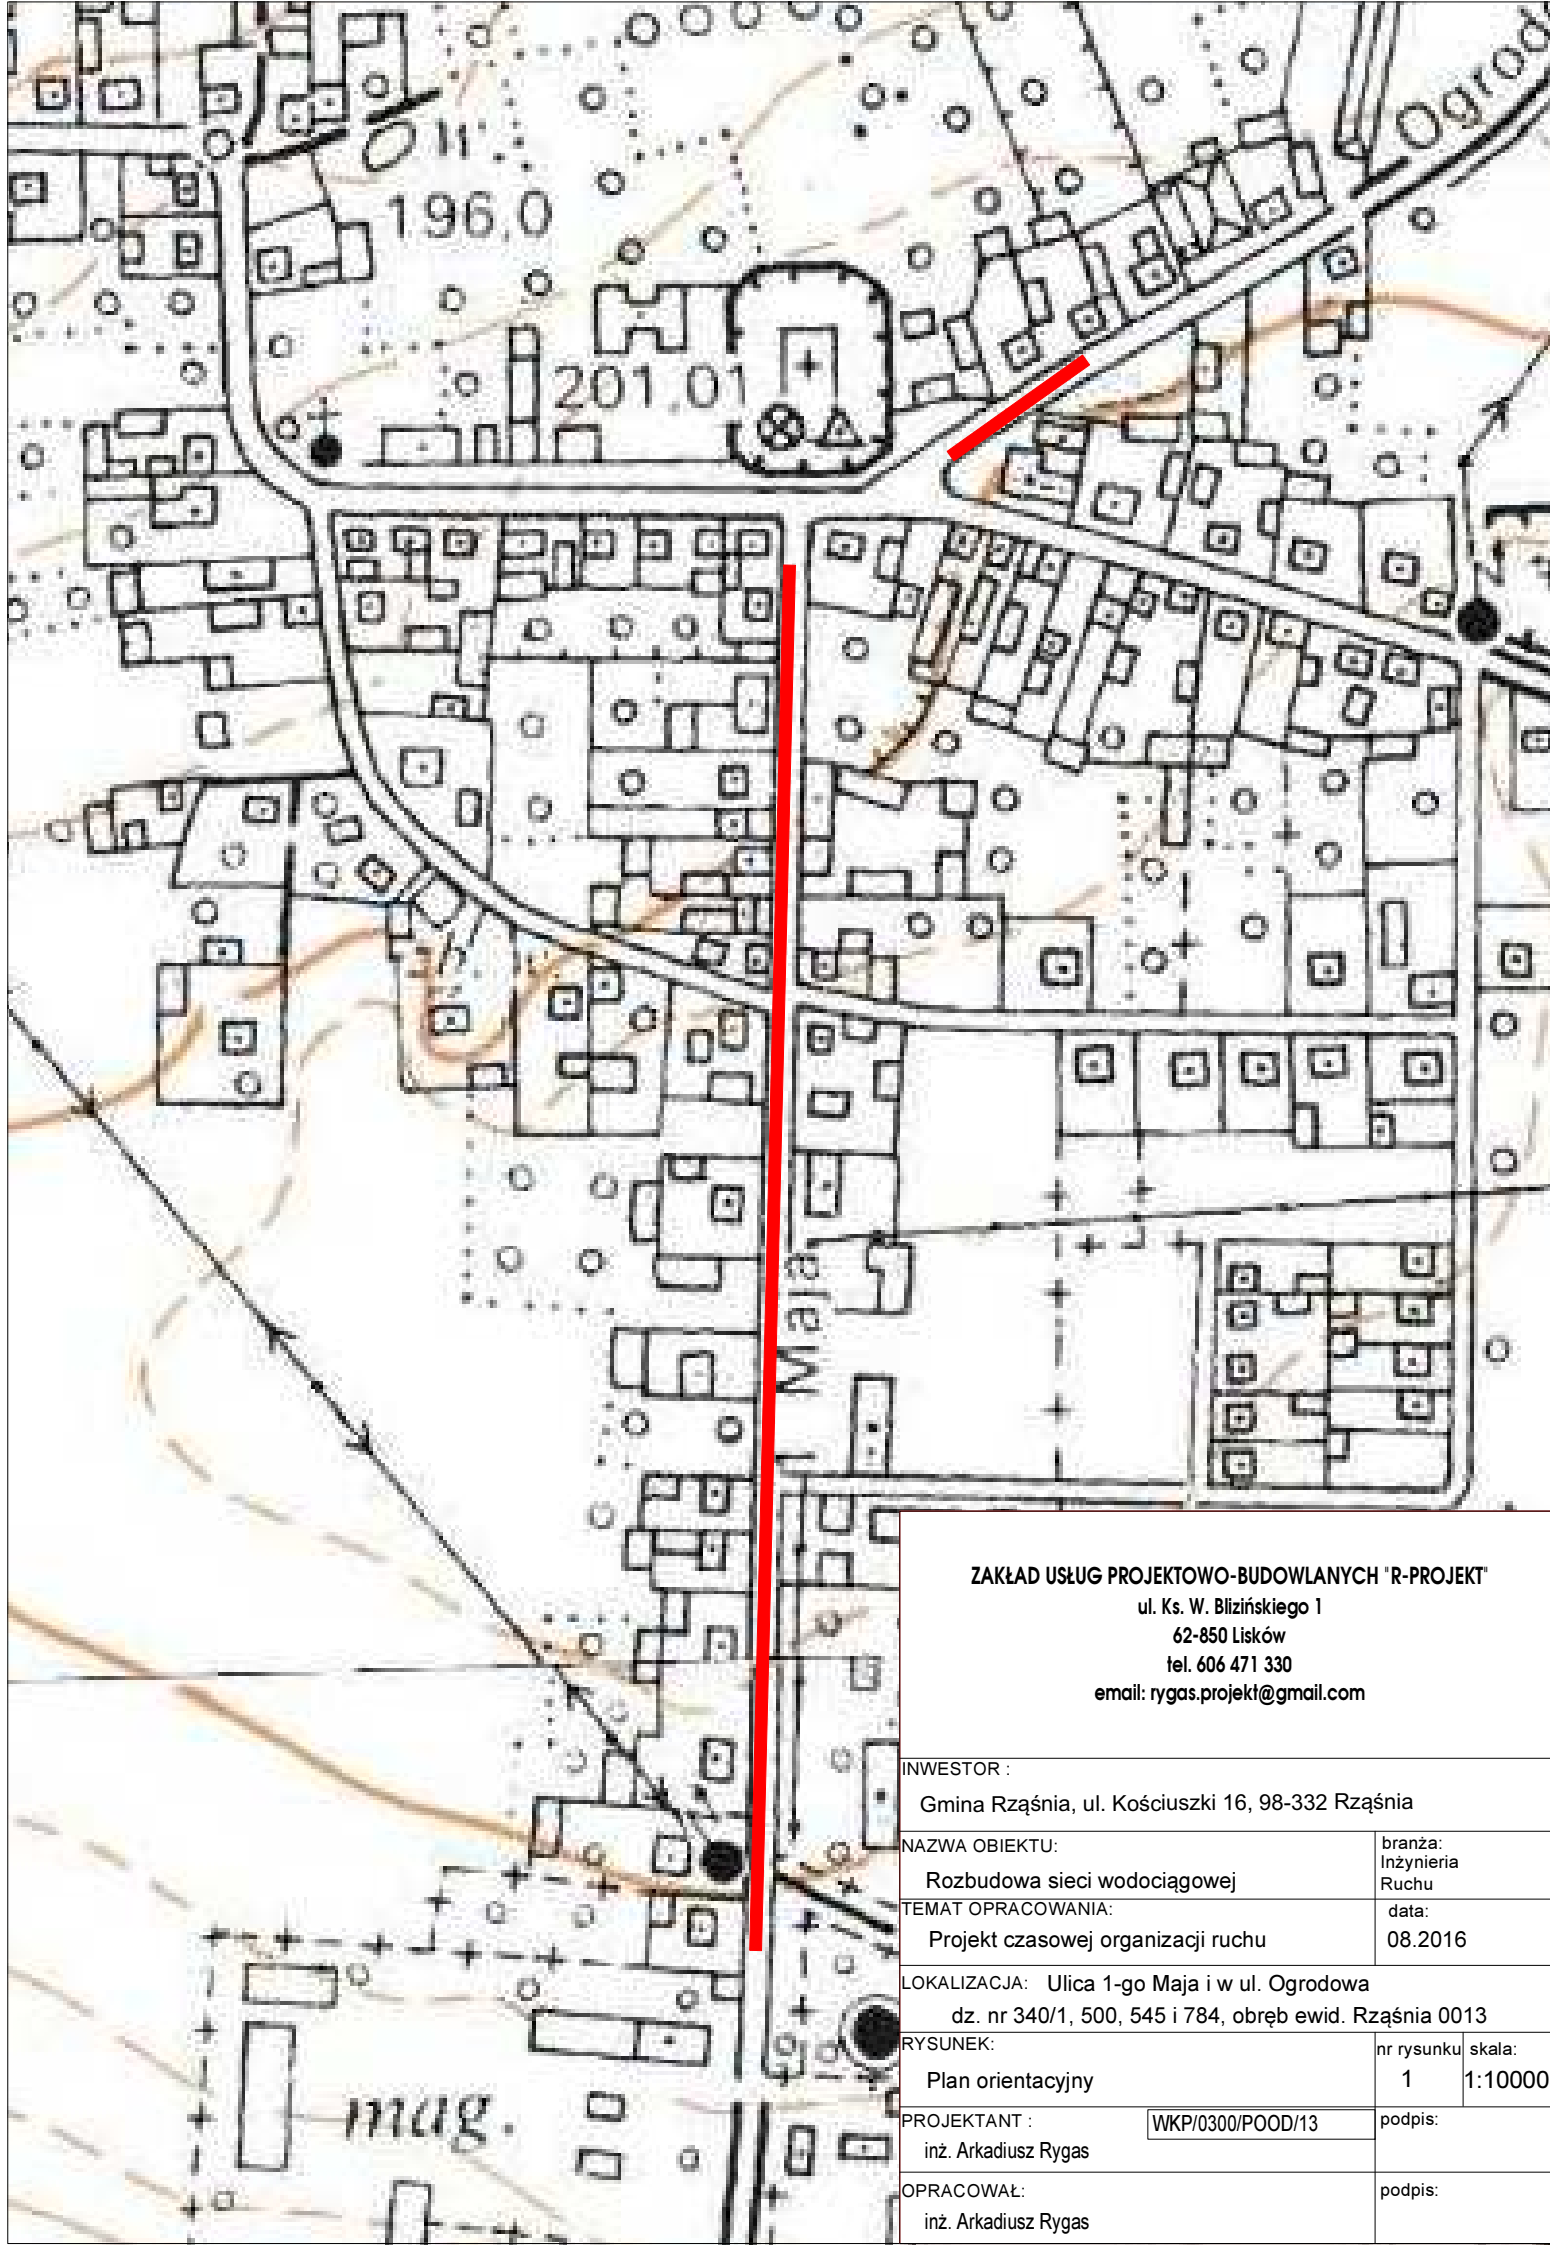 Ogrod
196,0
201,01
1 Maja
mag.
ZAKŁAD USŁUG PROJEKTOWO-BUDOWLANYCH "R-PROJEKT"
ul. Ks. W. Blizińskiego 1
62-850 Lisków
tel. 606 471 330
email: rygas.projekt@gmail.com
INWESTOR :
Gmina Rząśnia, ul. Kościuszki 16, 98-332 Rząśnia
NAZWA OBIEKTU:
Rozbudowa sieci wodociągowej
branża:
Inżynieria
Ruchu
TEMAT OPRACOWANIA:
Projekt czasowej organizacji ruchu
data:
08.2016
LOKALIZACJA: Ulica 1-go Maja i w ul. Ogrodowa
dz. nr 340/1, 500, 545 i 784, obręb ewid. Rząśnia 0013
RYSUNEK:
Plan orientacyjny
nr rysunku
1
skala:
1:10000
PROJEKTANT :
WKP/0300/POOD/13
inż. Arkadiusz Rygas
podpis:
OPRACOWAŁ:
inż. Arkadiusz Rygas
podpis: